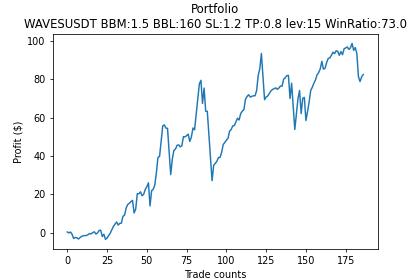 Portfolio
WAVESUSDT BBM:1.5 BBL:160 SL:1.2 TP:0.8 lev:15 WinRatio:73.0
100
80
60
40
20
0
Profit ($)
0 25 50 75 100 125 150 175
Trade counts